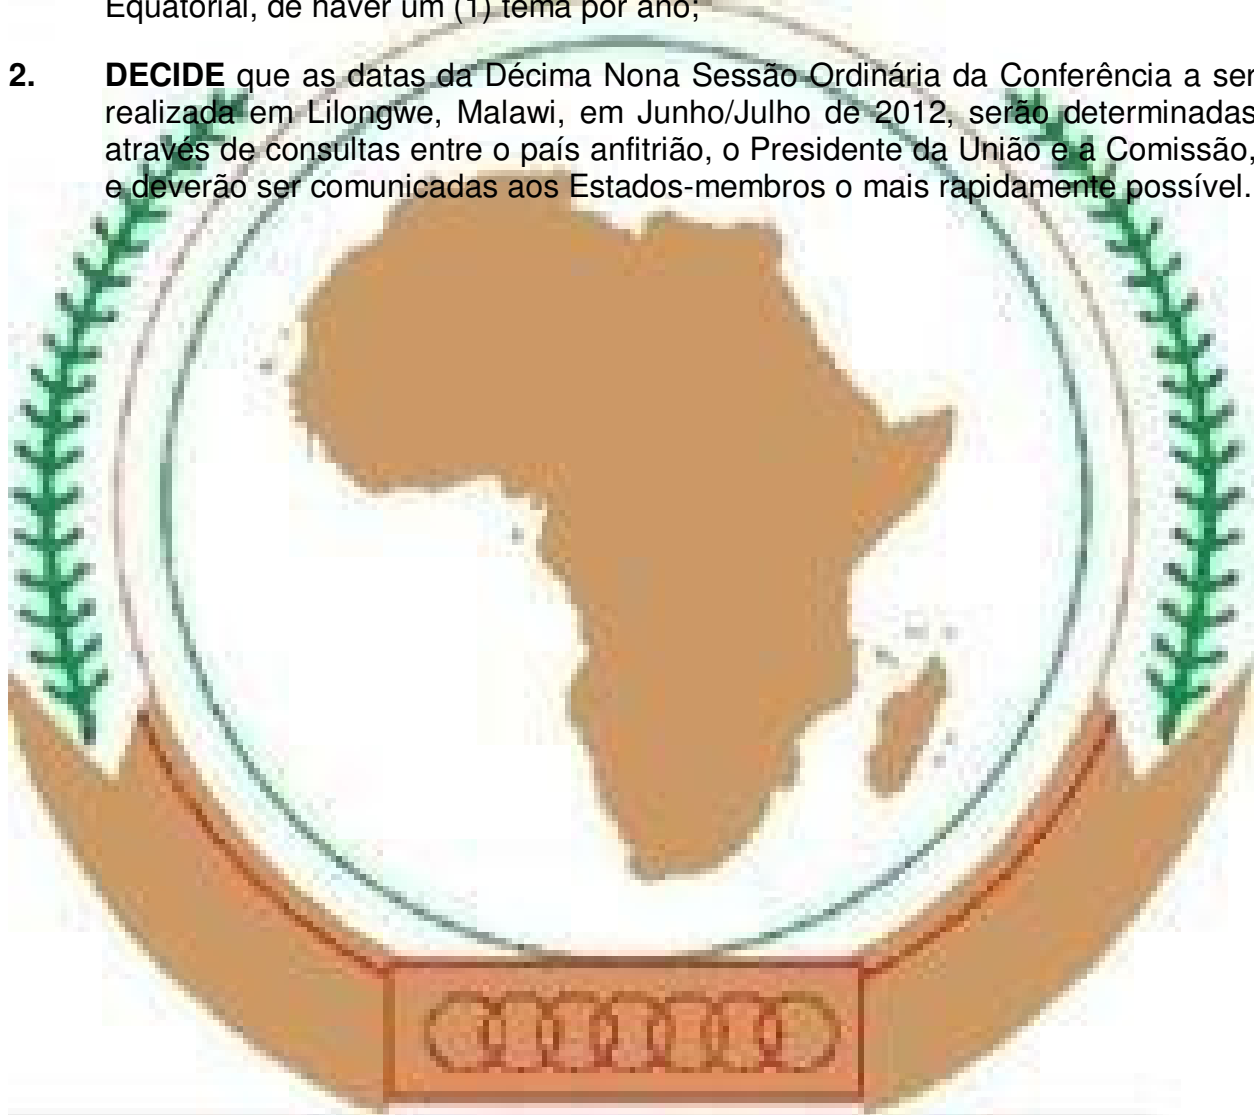 Equatorial, de haver um (1) tema por ano;
2. DECIDE que as datas da Décima Nona Sessão Ordinária da Conferência a ser
realizada em Lilongwe, Malawi, em Junho/Julho de 2012, serão determinadas
através de consultas entre o país anfitrião, o Presidente da União e a Comissão,
e deverão ser comunicadas aos Estados-membros o mais rapidamente possível.